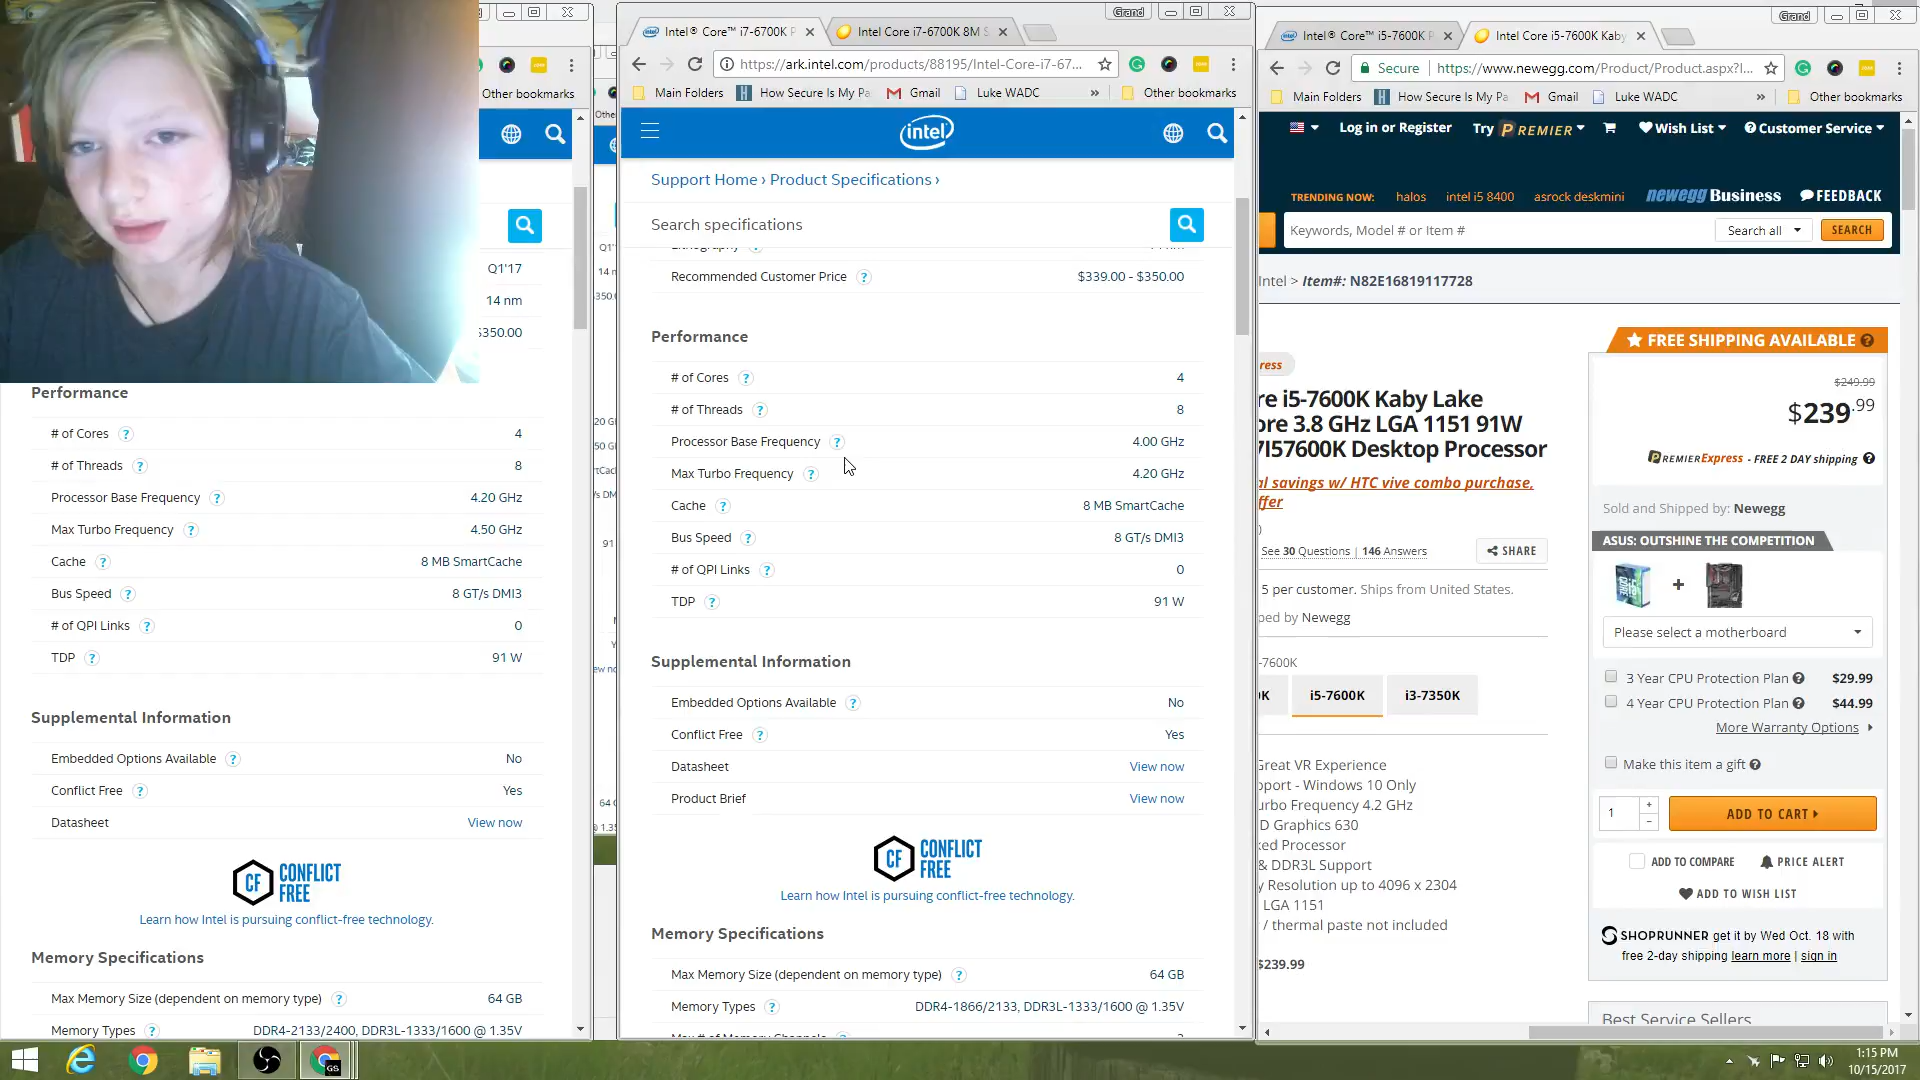 Other bookmarks
Q1'17
14 nm
$350.00
Performance
# of Cores ? 4
# of Threads ? 8
Processor Base Frequency ? 4.20 GHz
Max Turbo Frequency ? 4.50 GHz
Cache ? 8 MB SmartCache
Bus Speed ? 8 GT/s DMI3
# of QPI Links ? 0
TDP ? 91 W
Supplemental Information
Embedded Options Available ? No
Conflict Free ? Yes
Datasheet View now
CF CONFLICT
FREE
Learn how Intel is pursuing conflict-free technology.
Memory Specifications
Max Memory Size (dependent on memory type) ? 64 GB
Memory Types ? DDR4-2133/2400, DDR3L-1333/1600 @ 1.35V
Grand
Intel® Core™ i7-6700K P
Intel Core i7-6700K 8M S
https://ark.intel.com/products/88195/Intel-Core-i7-67...
Main Folders
How Secure Is My Pa
Gmail
Luke WADC
»
Other bookmarks
intel
Support Home › Product Specifications ›
Search specifications
Recommended Customer Price ? $339.00 - $350.00
Performance
# of Cores ? 4
# of Threads ? 8
Processor Base Frequency ? 4.00 GHz
Max Turbo Frequency ? 4.20 GHz
Cache ? 8 MB SmartCache
Bus Speed ? 8 GT/s DMI3
# of QPI Links ? 0
TDP ? 91 W
Supplemental Information
Embedded Options Available ? No
Conflict Free ? Yes
Datasheet View now
Product Brief View now
CF CONFLICT
FREE
Learn how Intel is pursuing conflict-free technology.
Memory Specifications
Max Memory Size (dependent on memory type) ? 64 GB
Memory Types ? DDR4-1866/2133, DDR3L-1333/1600 @ 1.35V
Grand
Intel® Core™ i5-7600K P
Intel Core i5-7600K Kaby
Secure https://www.newegg.com/Product/Product.aspx?I...
Main Folders
How Secure Is My Pa
Gmail
Luke WADC
»
Other bookmarks
Log in or Register
Try PREMIER
Wish List
Customer Service
TRENDING NOW: halos intel i5 8400 asrock deskmini
newegg Business
FEEDBACK
Keywords, Model # or Item #
Search all
SEARCH
Intel > Item#: N82E16819117728
ress
re i5-7600K Kaby Lake
ore 3.8 GHz LGA 1151 91W
7I57600K Desktop Processor
al savings w/ HTC vive combo purchase,
ffer
See 30 Questions | 146 Answers
SHARE
5 per customer. Ships from United States.
ped by Newegg
-7600K
K
i5-7600K
i3-7350K
Great VR Experience
port - Windows 10 Only
urbo Frequency 4.2 GHz
D Graphics 630
ked Processor
& DDR3L Support
y Resolution up to 4096 x 2304
LGA 1151
/ thermal paste not included
$239.99
FREE SHIPPING AVAILABLE ?
$249.99
$239.99
PREMIERExpress - FREE 2 DAY shipping ?
Sold and Shipped by: Newegg
ASUS: OUTSHINE THE COMPETITION
+
Please select a motherboard
3 Year CPU Protection Plan ? $29.99
4 Year CPU Protection Plan ? $44.99
More Warranty Options
Make this item a gift ?
1
+
-
ADD TO CART
ADD TO COMPARE
PRICE ALERT
ADD TO WISH LIST
SHOPRUNNER get it by Wed Oct. 18 with
free 2-day shipping learn more | sign in
Best Service Sellers
GS
1:15 PM
10/15/2017